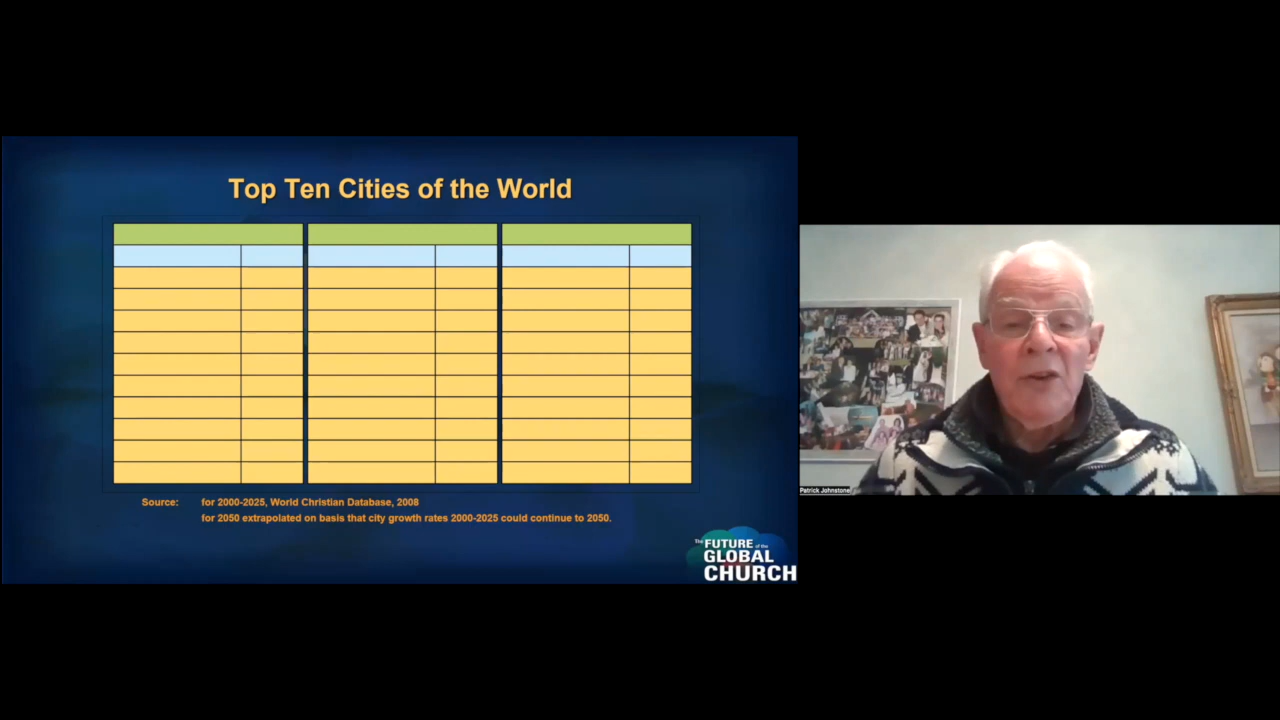 Top Ten Cities of the World
Source: for 2000-2025, World Christian Database, 2008
for 2050 extrapolated on basis that city growth rates 2000-2025 could continue to 2050.
The FUTURE of the
GLOBAL
CHURCH
Patrick Johnstone